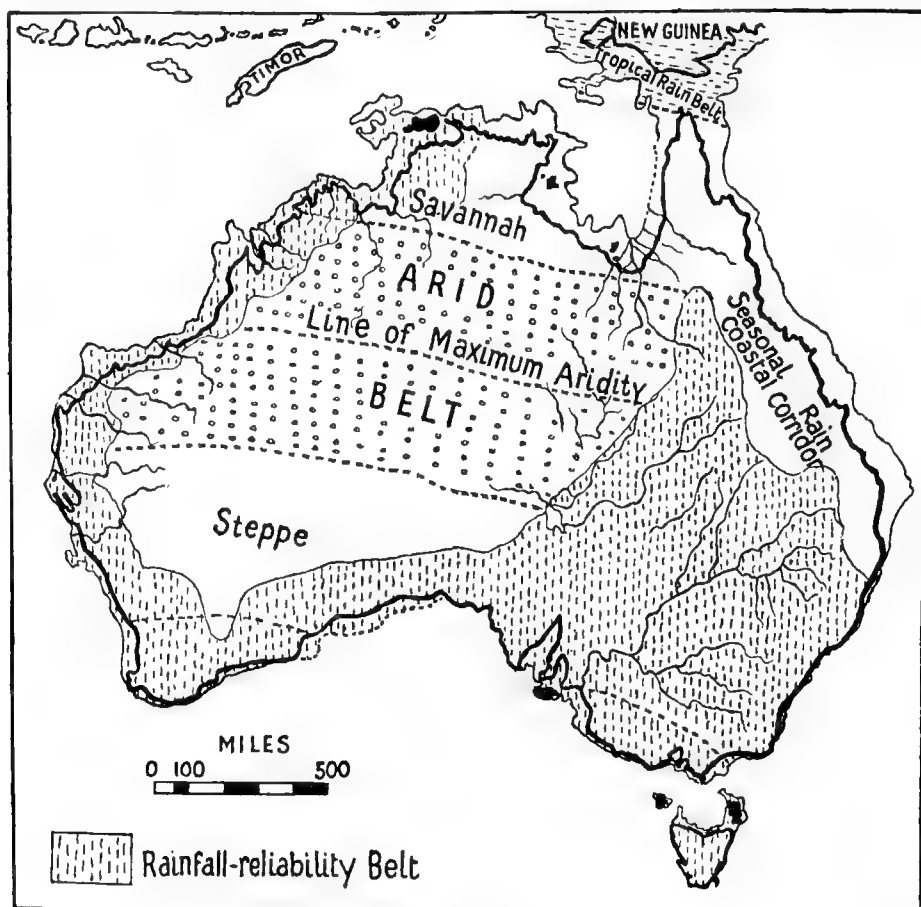 NEW GUINEA
Tropical Rain Belt
TIMOR
Savannah
ARID
Line of Maximum Aridity
BELT
Seasonal
Coastal Rain
Corridor
Steppe
MILES
0 100 500
Rainfall-reliability Belt